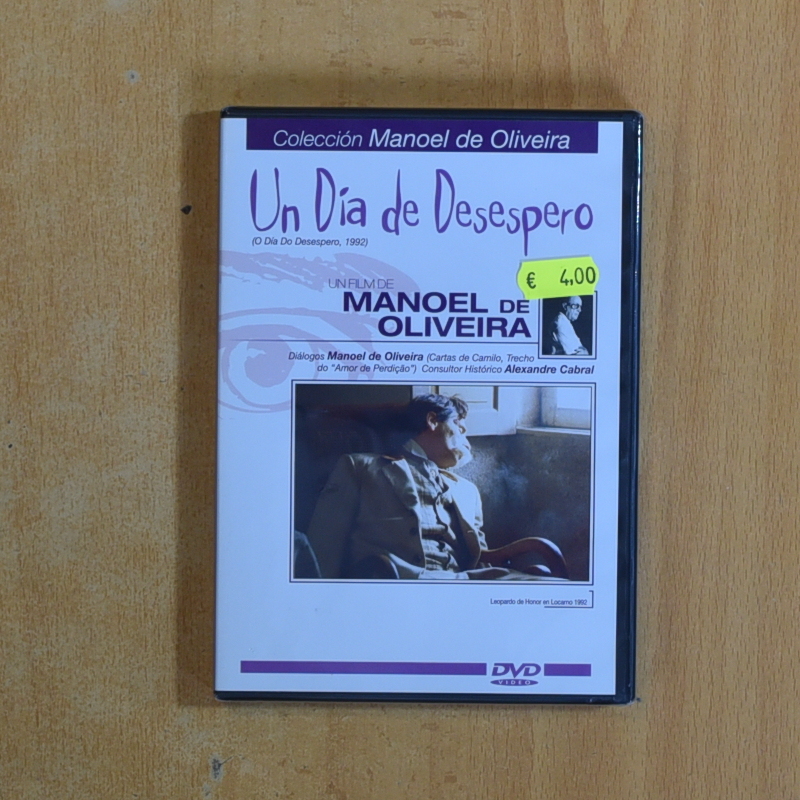 Colección Manoel de Oliveira
Un Día de Desespero
(O Día Do Desespero, 1992)
€ 4,00
UN FILM DE
MANOEL DE
OLIVEIRA
Diálogos Manoel de Oliveira (Cartas de Camilo, Trecho
do "Amor de Perdição") Consultor Histórico Alexandre Cabral
Leopardo de Honor en Locarno 1992
DVD
VIDEO